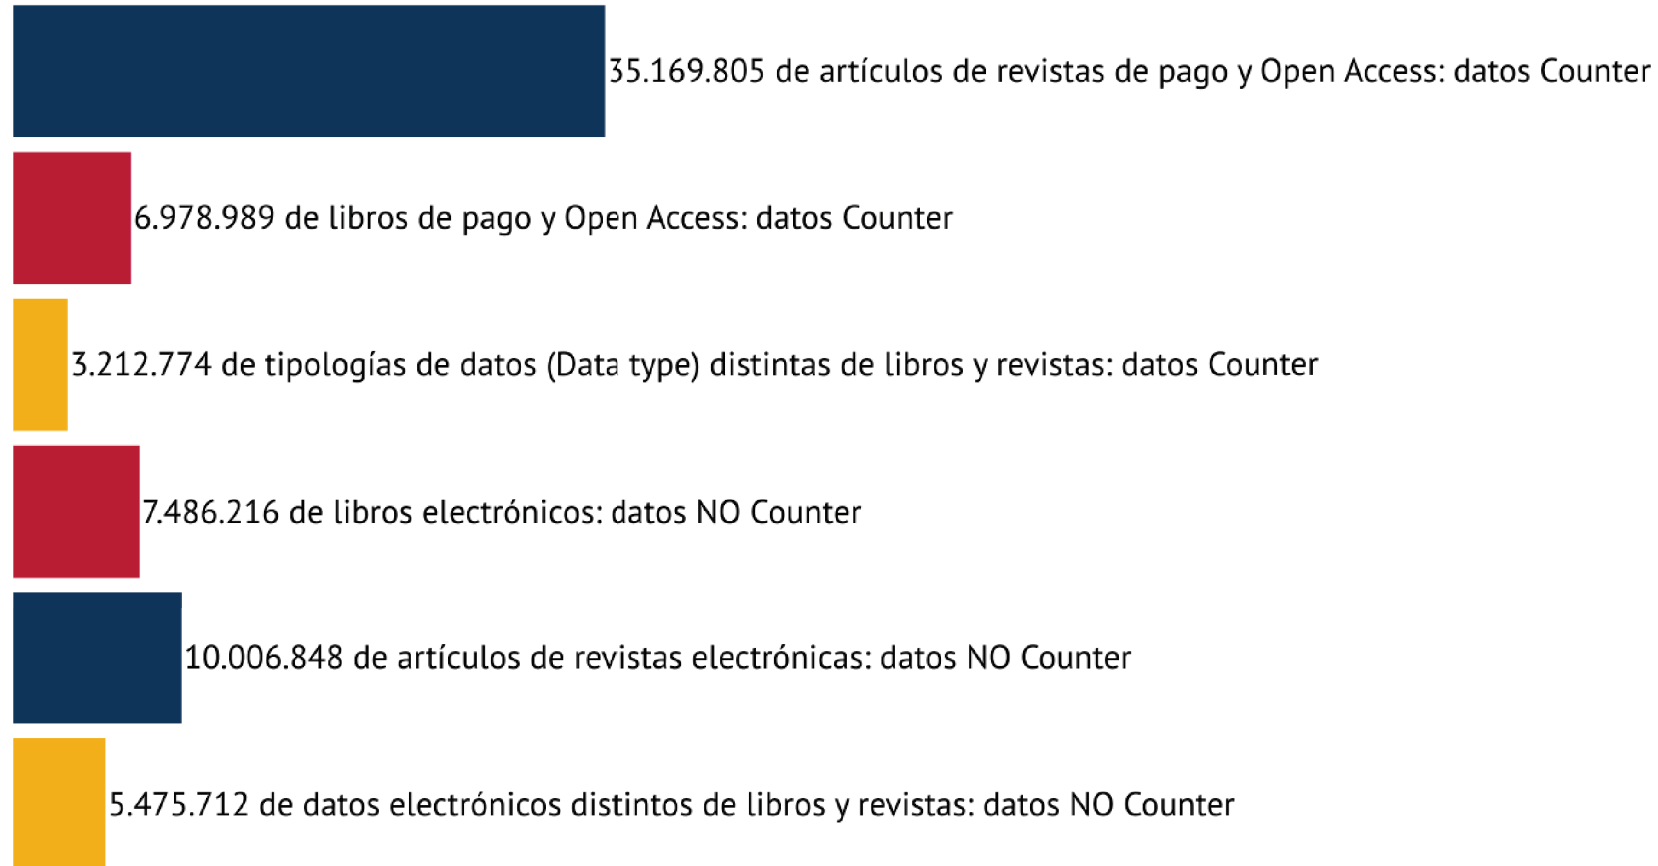 35.169.805 de artículos de revistas de pago y Open Access: datos Counter
6.978.989 de libros de pago y Open Access: datos Counter
3.212.774 de tipologías de datos (Data type) distintas de libros y revistas: datos Counter
7.486.216 de libros electrónicos: datos NO Counter
10.006.848 de artículos de revistas electrónicas: datos NO Counter
5.475.712 de datos electrónicos distintos de libros y revistas: datos NO Counter